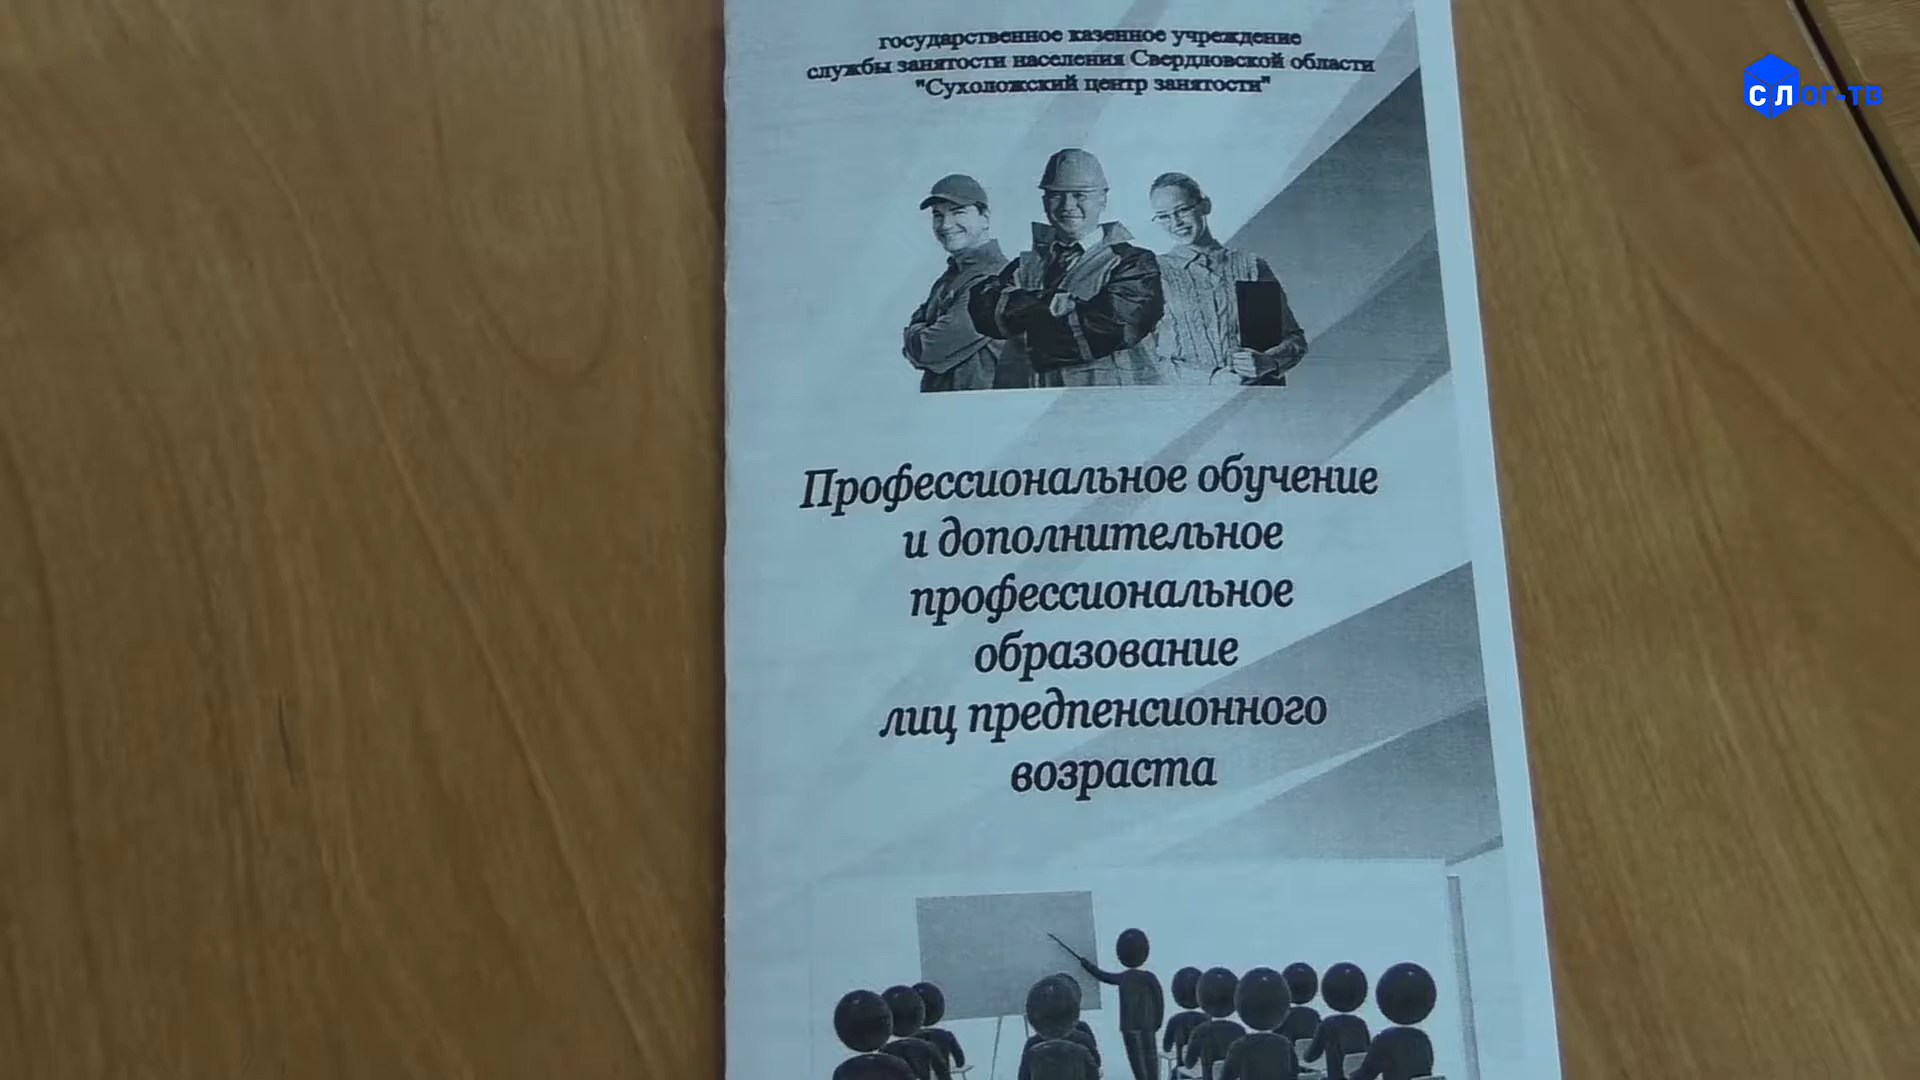 государственное казенное учреждение
службы занятости населения Свердловской области
"Сухоложский центр занятости"
СЛОГ-ТВ
Профессиональное обучение
и дополнительное
профессиональное
образование
лиц предпенсионного
возраста